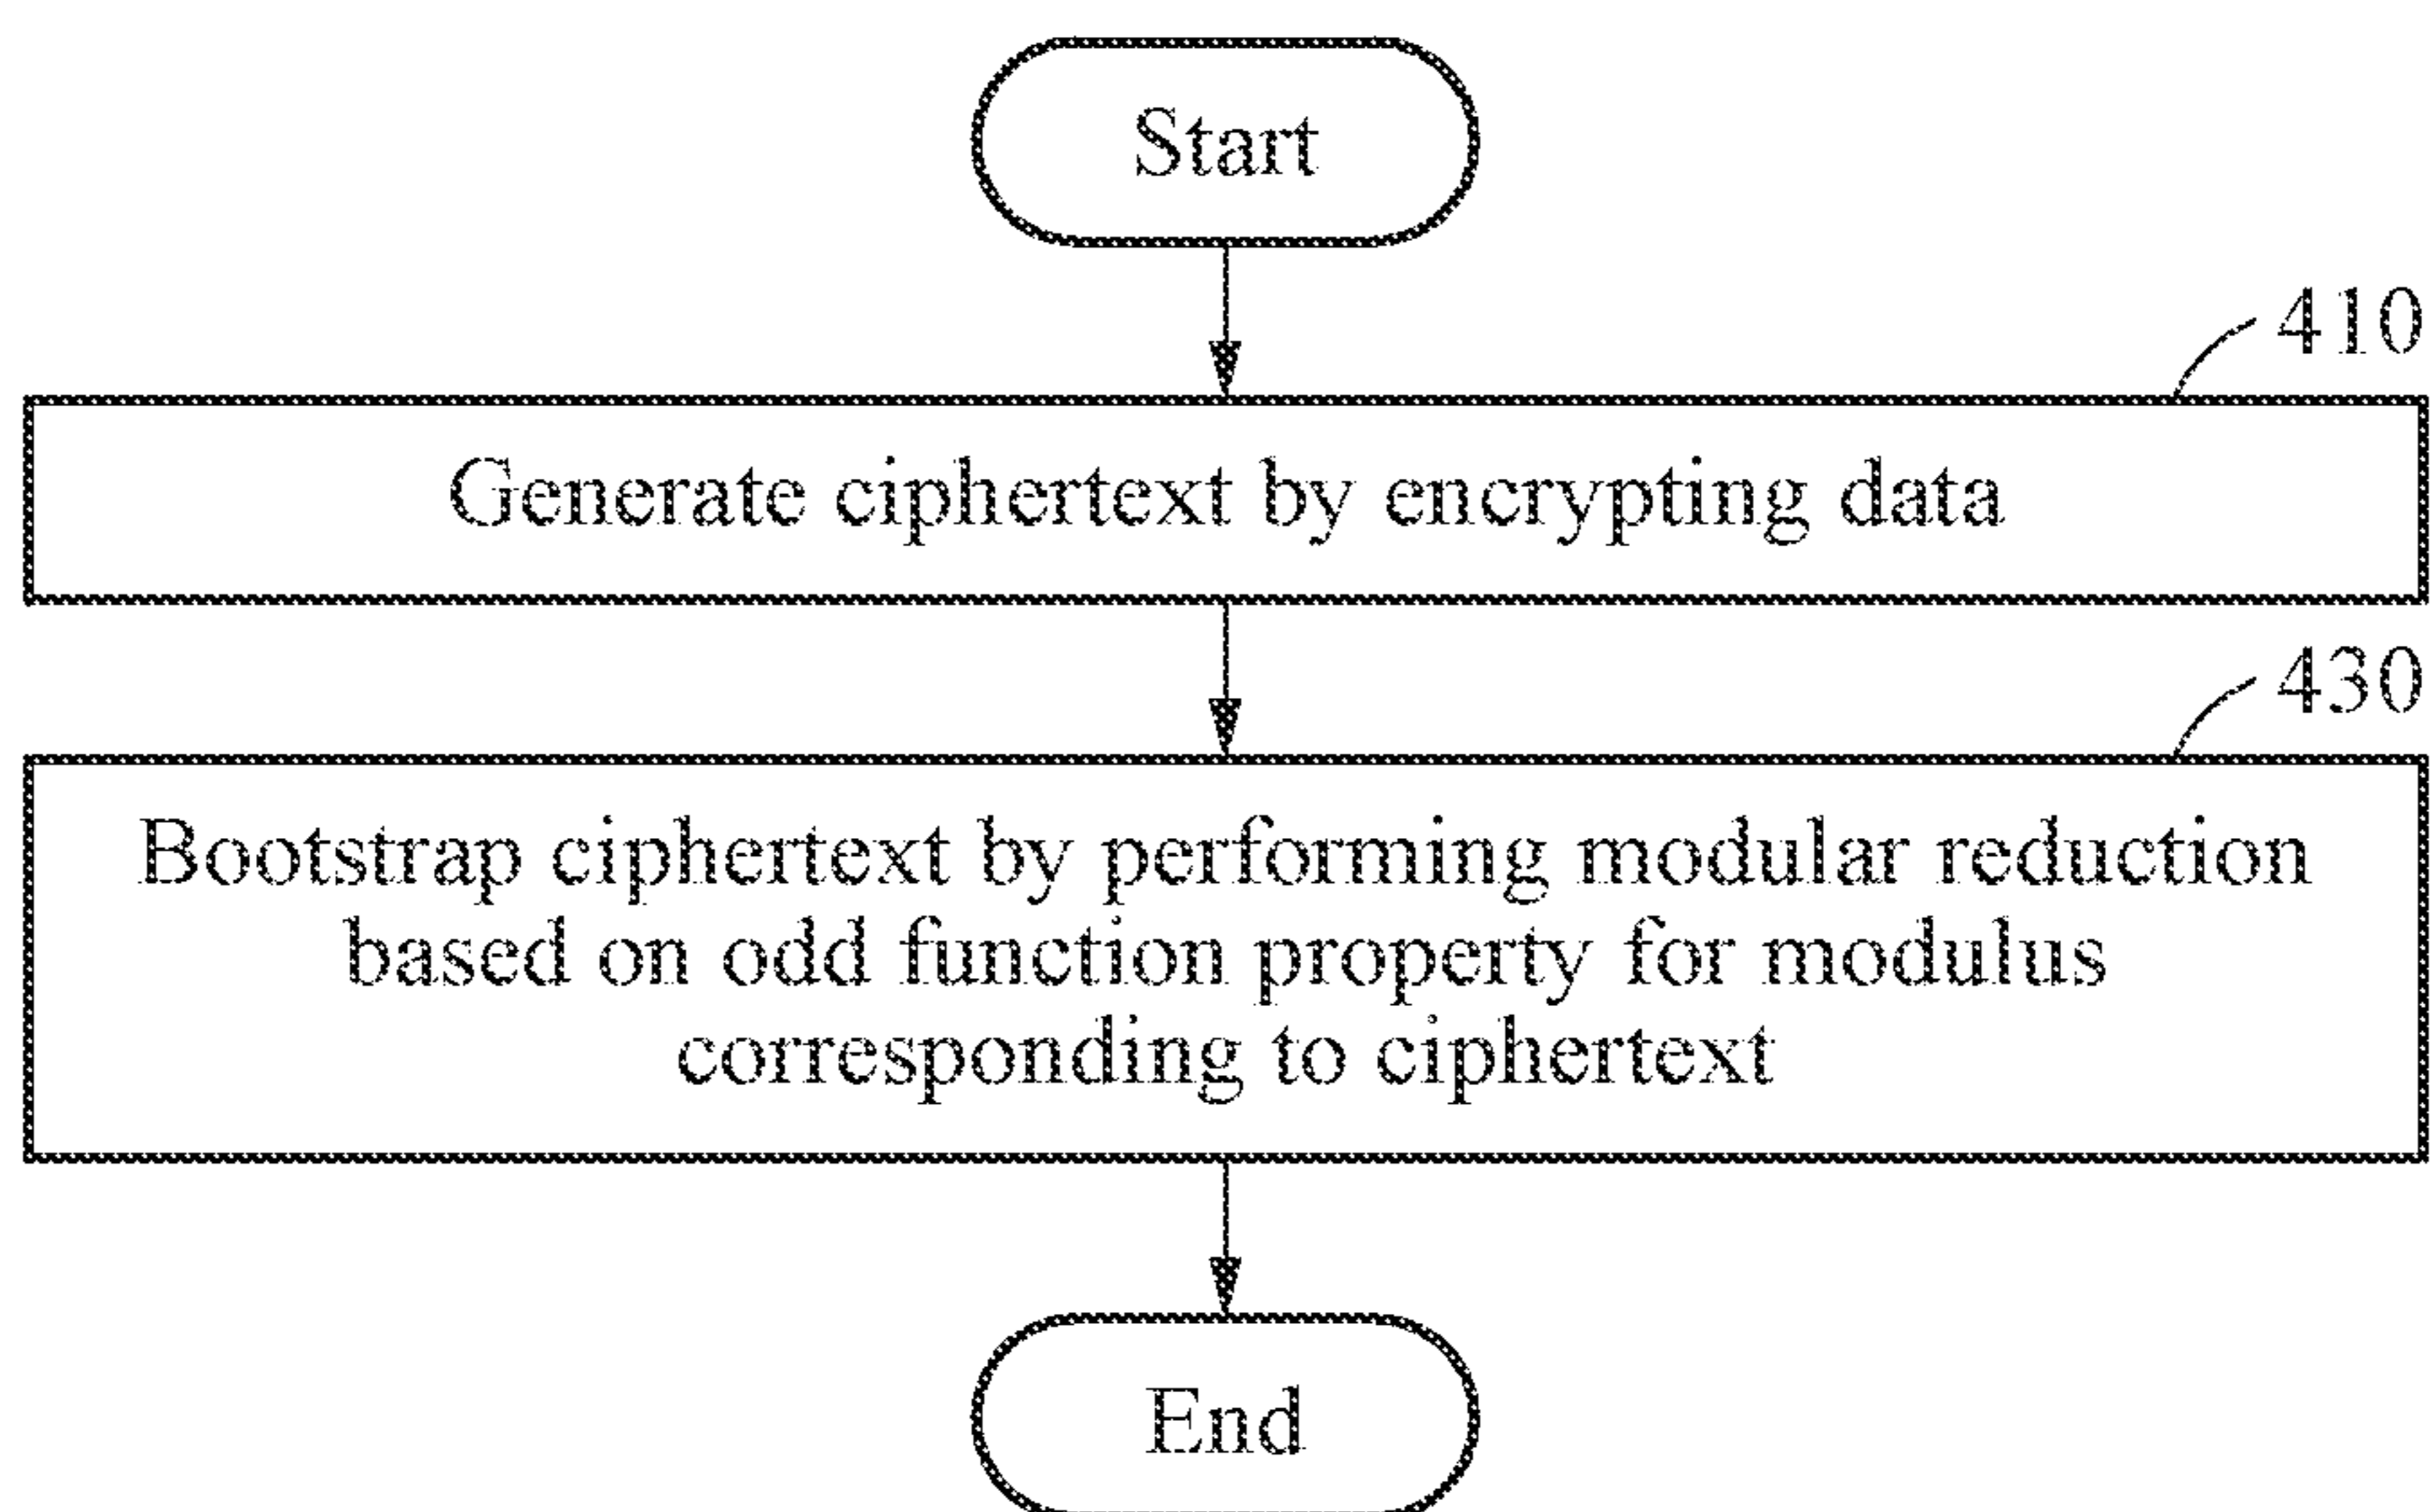 Start
410
Generate ciphertext by encrypting data
430
Bootstrap ciphertext by performing modular reduction
based on odd function property for modulus
corresponding to ciphertext
End